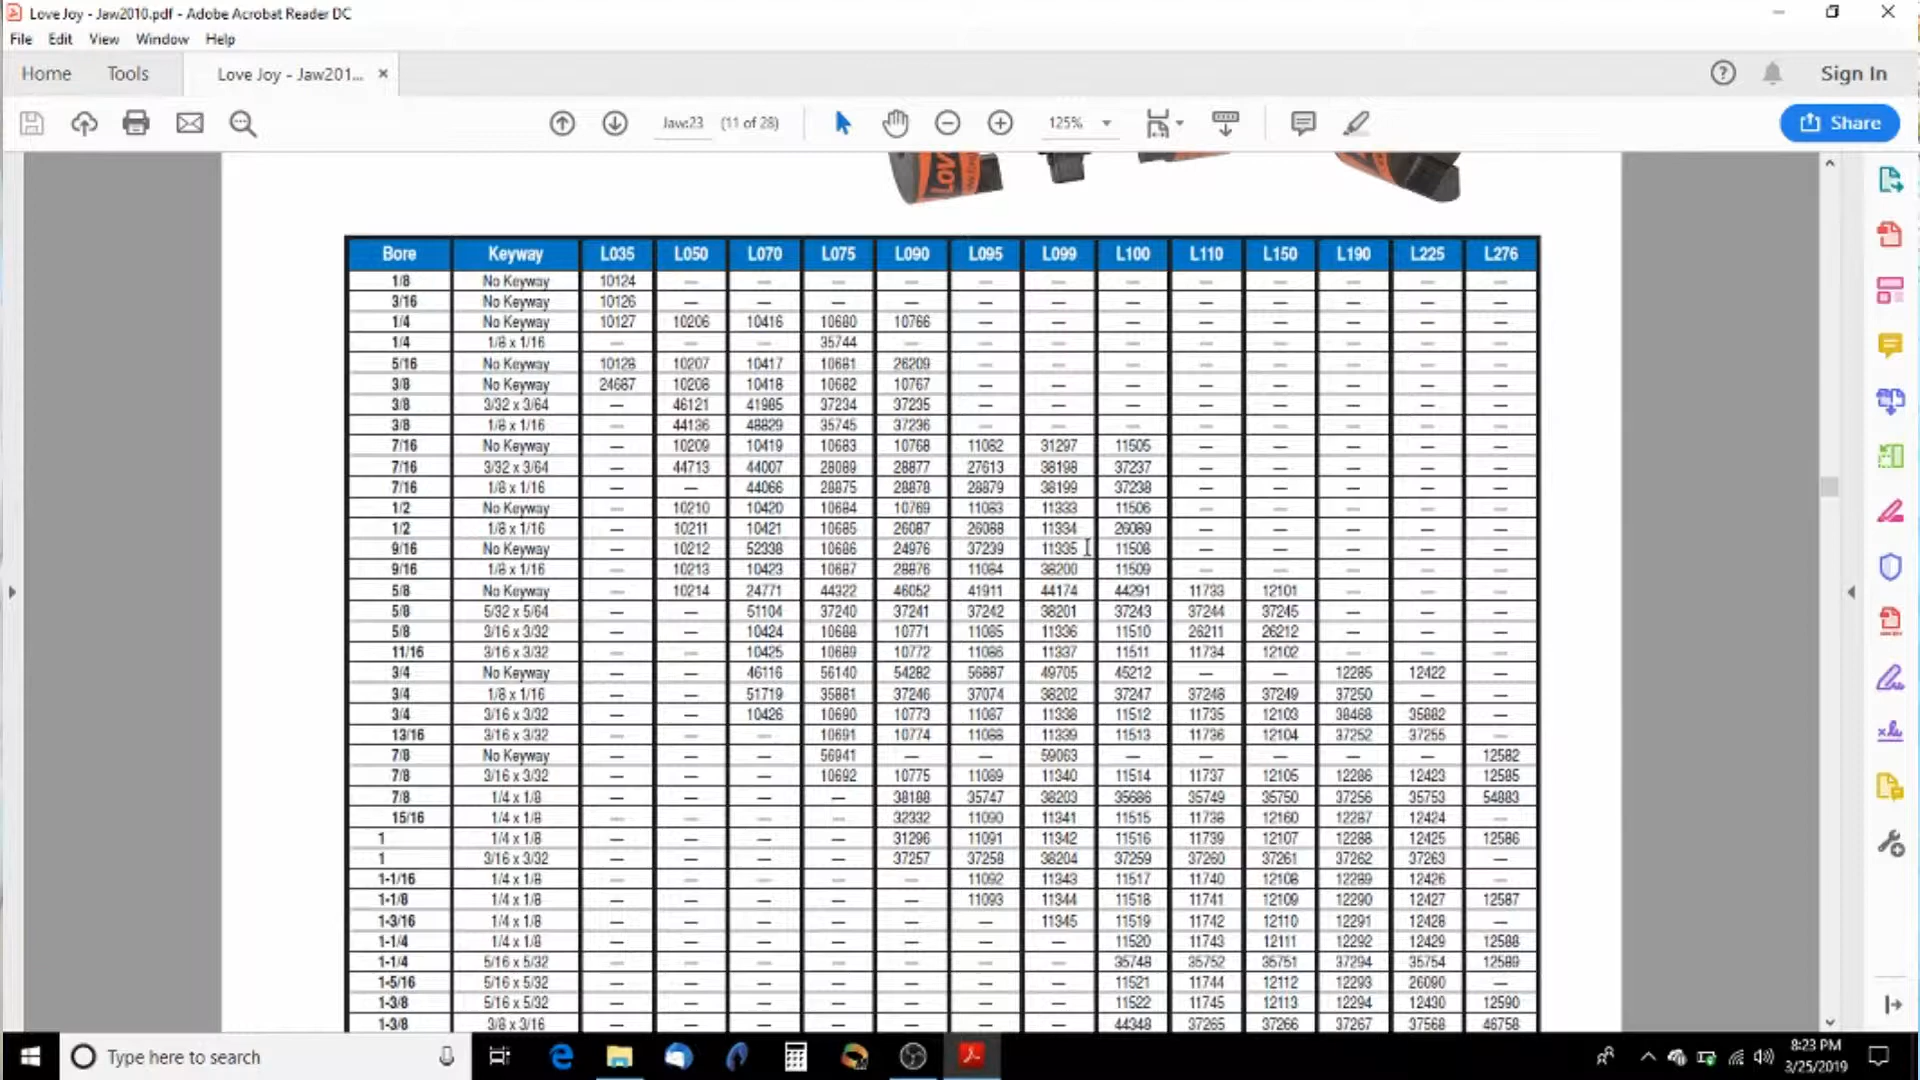 Love Joy - Jaw2010.pdf - Adobe Acrobat Reader DC
File Edit View Window Help
Home Tools Love Joy - Jaw201... × Sign In
Jaw:23 (11 of 28) 125% Share
Bore Keyway L035 L050 L070 L075 L090 L095 L099 L100 L110 L150 L190 L225 L276
1/8 No Keyway 10124 — — — — — — — — — — — —
3/16 No Keyway 10126 — — — — — — — — — — — —
1/4 No Keyway 10127 10206 10416 10680 10766 — — — — — — — —
1/4 1/8 x 1/16 — — — 35744 — — — — — — — — —
5/16 No Keyway 10128 10207 10417 10681 26209 — — — — — — — —
3/8 No Keyway 24687 10208 10418 10682 10767 — — — — — — — —
3/8 3/32 x 3/64 — 46121 41985 37234 37235 — — — — — — — —
3/8 1/8 x 1/16 — 44136 48829 35745 37236 — — — — — — — —
7/16 No Keyway — 10209 10419 10683 10768 11082 31297 11505 — — — — —
7/16 3/32 x 3/64 — 44713 44007 28089 28877 27613 38198 37237 — — — — —
7/16 1/8 x 1/16 — — 44066 28875 28878 28879 38199 37238 — — — — —
1/2 No Keyway — 10210 10420 10684 10769 11083 11333 11506 — — — — —
1/2 1/8 x 1/16 — 10211 10421 10685 26087 26088 11334 26089 — — — — —
9/16 No Keyway — 10212 52338 10686 24976 37239 11335 11508 — — — — —
9/16 1/8 x 1/16 — 10213 10423 10687 28876 11084 38200 11509 — — — — —
5/8 No Keyway — 10214 24771 44322 46052 41911 44174 44291 11733 12101 — — —
5/8 5/32 x 5/64 — — 51104 37240 37241 37242 38201 37243 37244 37245 — — —
5/8 3/16 x 3/32 — — 10424 10688 10771 11085 11336 11510 26211 26212 — — —
11/16 3/16 x 3/32 — — 10425 10689 10772 11086 11337 11511 11734 12102 — — —
3/4 No Keyway — — 46116 56140 54282 56887 49705 45212 — — 12285 12422 —
3/4 1/8 x 1/16 — — 51719 35881 37246 37074 38202 37247 37248 37249 37250 — —
3/4 3/16 x 3/32 — — 10426 10690 10773 11087 11338 11512 11735 12103 38468 35882 —
13/16 3/16 x 3/32 — — — 10691 10774 11088 11339 11513 11736 12104 37252 37255 —
7/8 No Keyway — — — 56941 — — 59063 — — — — — 12582
7/8 3/16 x 3/32 — — — 10692 10775 11089 11340 11514 11737 12105 12286 12423 12585
7/8 1/4 x 1/8 — — — — 38188 35747 38203 35686 35749 35750 37256 35753 54883
15/16 1/4 x 1/8 — — — — 32332 11090 11341 11515 11738 12160 12287 12424 —
1 1/4 x 1/8 — — — — 31296 11091 11342 11516 11739 12107 12288 12425 12586
1 3/16 x 3/32 — — — — 37257 37258 38204 37259 37260 37261 37262 37263 —
1-1/16 1/4 x 1/8 — — — — — 11092 11343 11517 11740 12108 12289 12426 —
1-1/8 1/4 x 1/8 — — — — — 11093 11344 11518 11741 12109 12290 12427 12587
1-3/16 1/4 x 1/8 — — — — — — 11345 11519 11742 12110 12291 12428 —
1-1/4 1/4 x 1/8 — — — — — — — 11520 11743 12111 12292 12429 12588
1-1/4 5/16 x 5/32 — — — — — — — 35748 35752 35751 37294 35754 12589
1-5/16 5/16 x 5/32 — — — — — — — 11521 11744 12112 12293 26090 —
1-3/8 5/16 x 5/32 — — — — — — — 11522 11745 12113 12294 12430 12590
1-3/8 3/8 x 3/16 — — — — — — — 44348 37265 37266 37267 37568 46758
Type here to search
8:23 PM
3/25/2019